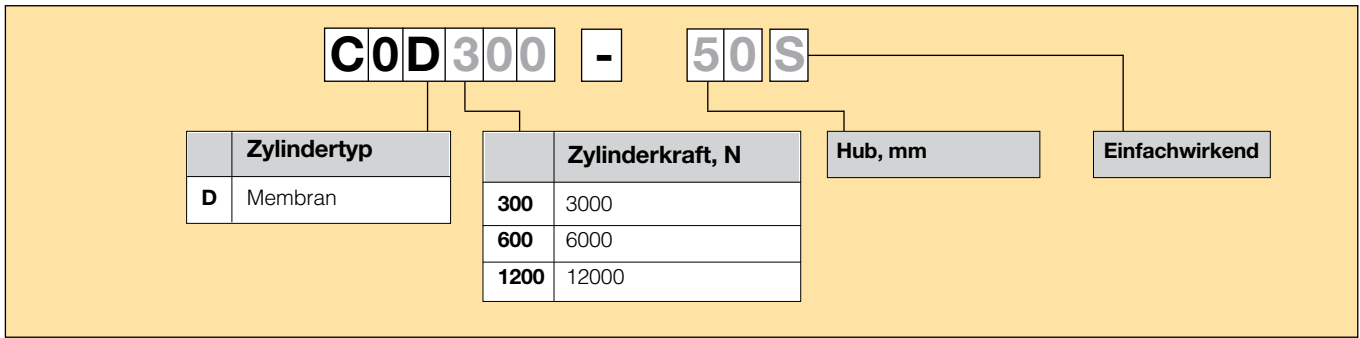 C0D300 - 50S
Zylindertyp
D Membran
Zylinderkraft, N
300 3000
600 6000
1200 12000
Hub, mm
Einfachwirkend